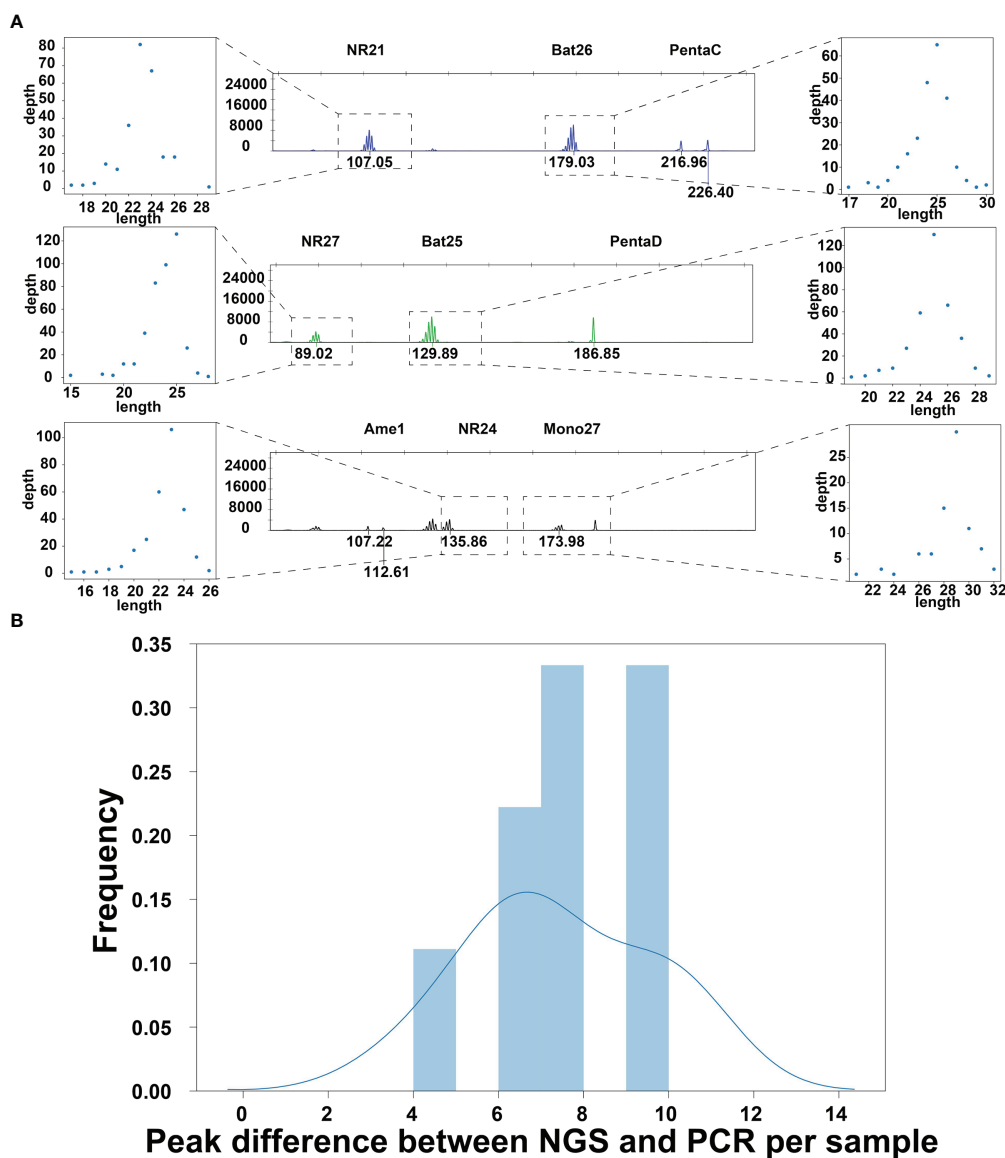 A
NR21 Bat26 PentaC
depth
80
70
60
50
40
30
20
10
0
18 20 22 24 26 28
length
24000
16000
8000
0
107.05 179.03 216.96
226.40
depth
60
50
40
30
20
10
0
17 20 25 30
length
NR27 Bat25 PentaD
depth
120
100
80
60
40
20
0
15 20 25
length
24000
16000
8000
0
89.02 129.89 186.85
depth
120
100
80
60
40
20
0
20 22 24 26 28
length
Ame1 NR24 Mono27
depth
100
80
60
40
20
0
16 18 20 22 24 26
length
24000
16000
8000
0
107.22 135.86 173.98
112.61
depth
25
20
15
10
5
22 24 26 28 30 32
length
B
Frequency
0.35
0.30
0.25
0.20
0.15
0.10
0.05
0.00
0 2 4 6 8 10 12 14
Peak difference between NGS and PCR per sample